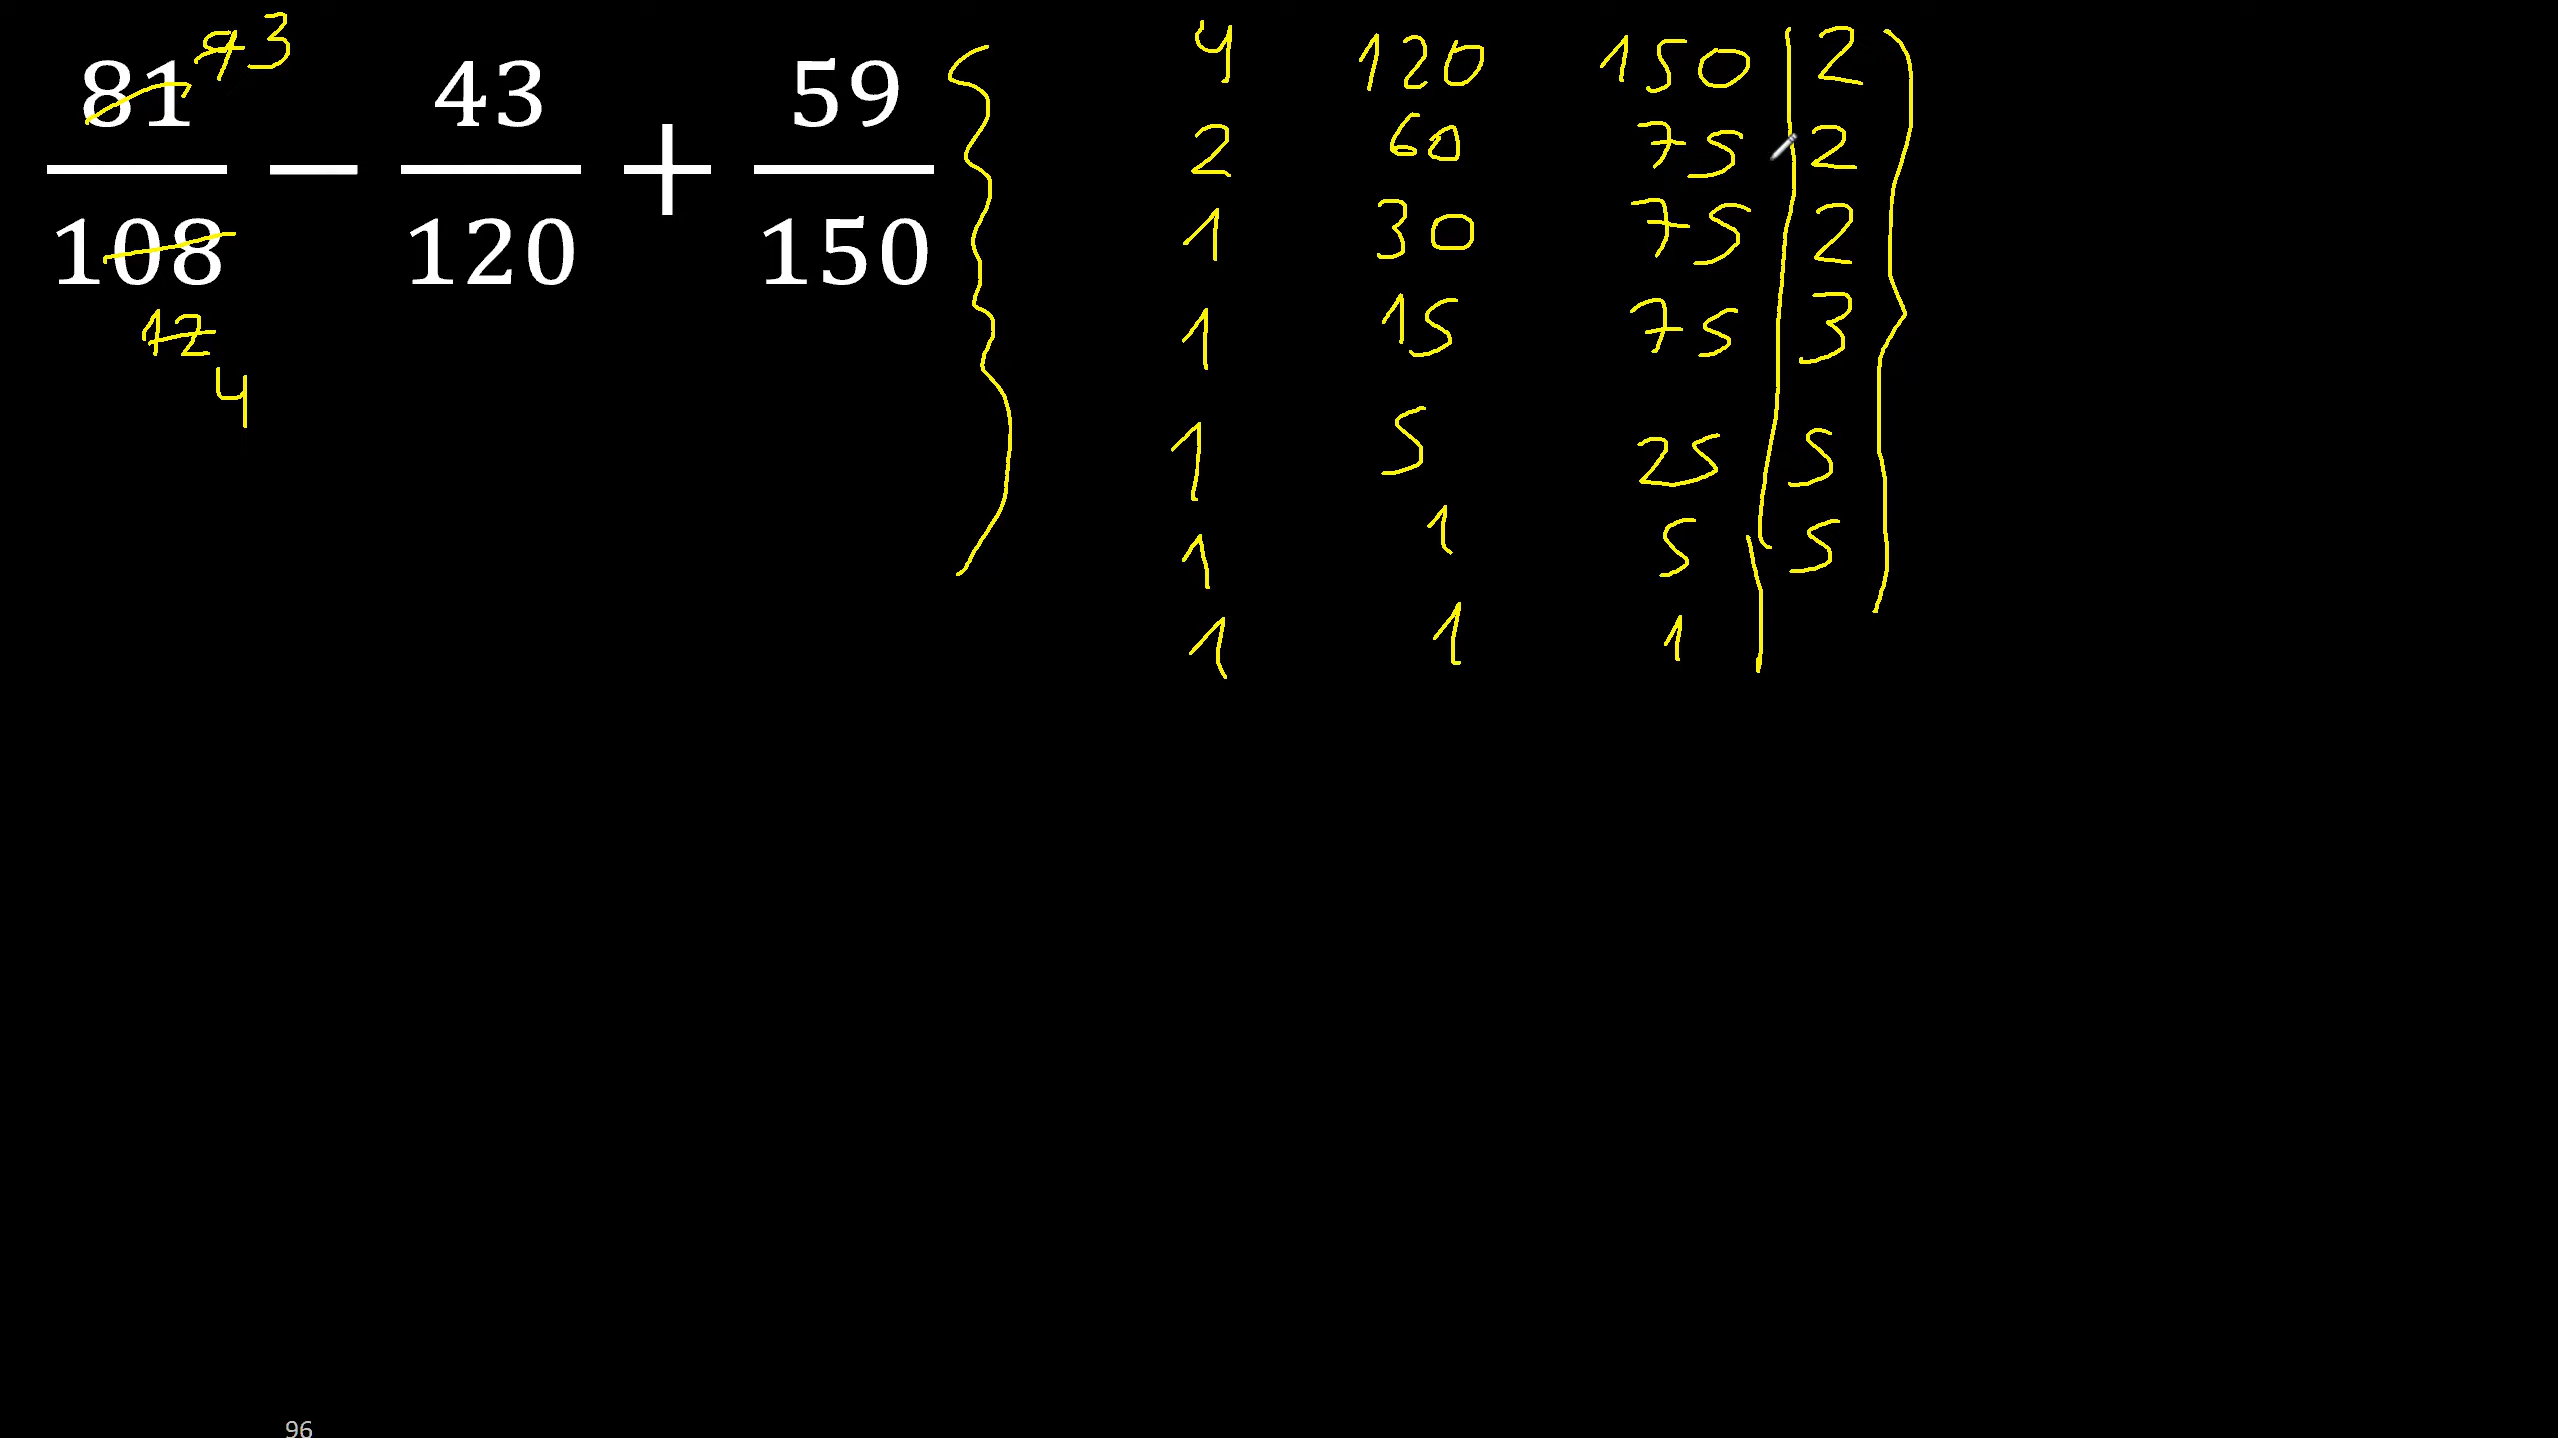 9 3
81/108 − 43/120 + 59/150
12
4
4 120 150 | 2
2 60 75 | 2
1 30 75 | 2
1 15 75 | 3
1 5 25 | 5
1 1 5 | 5
1 1 1 |
96